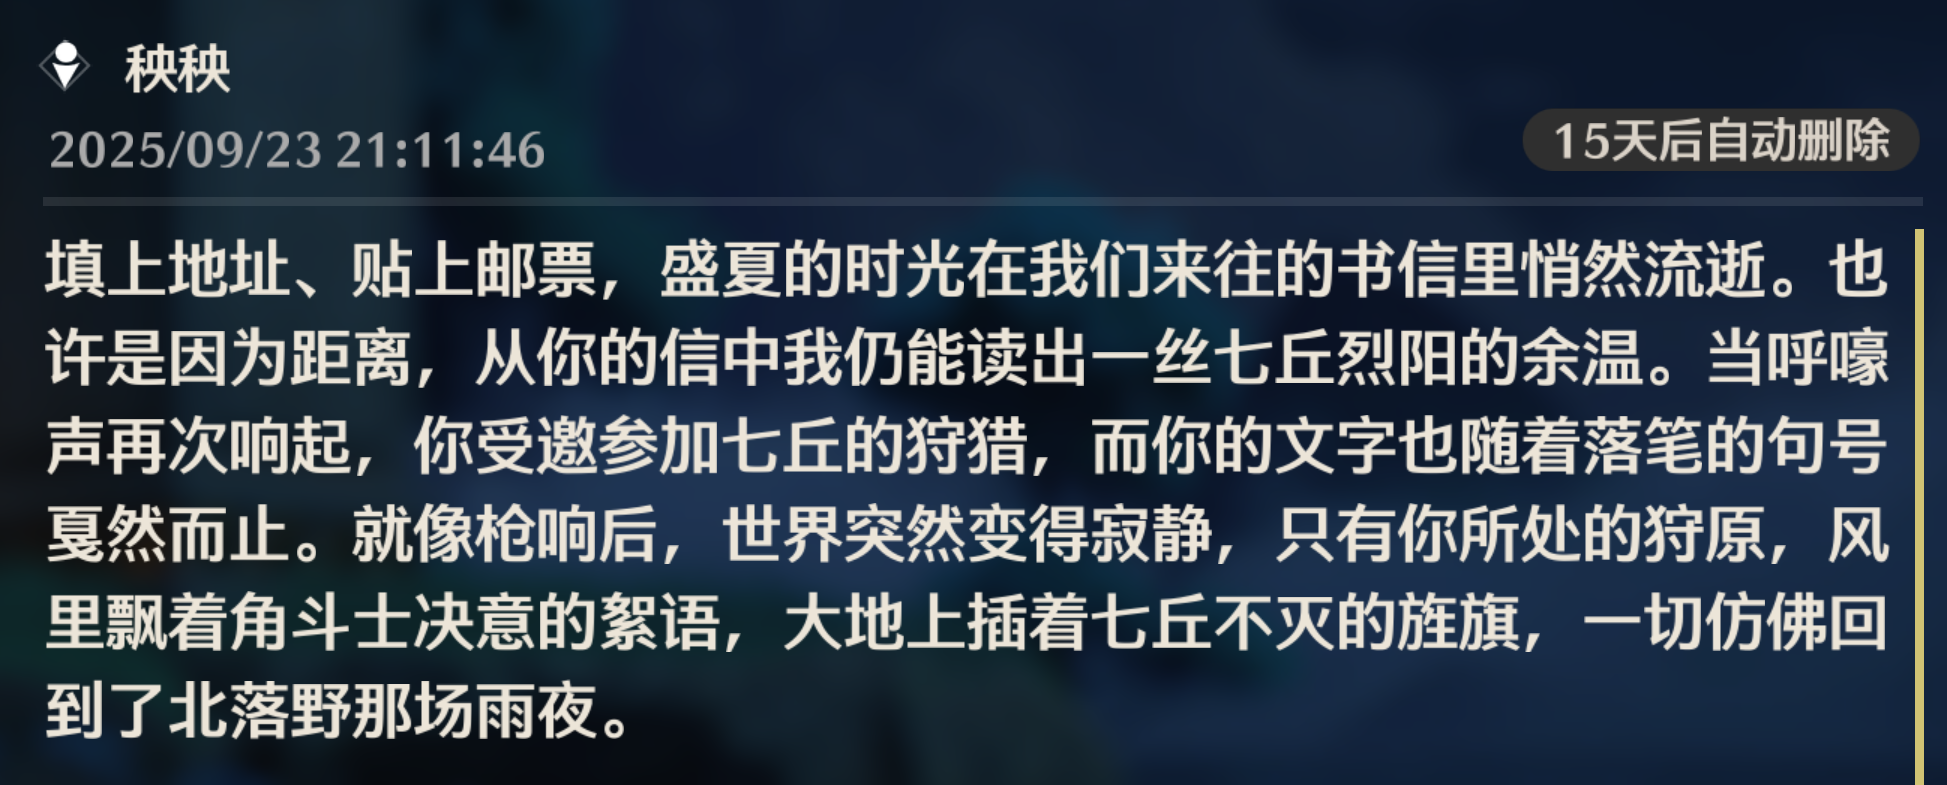 秧秧
2025/09/23 21:11:46
15天后自动删除
填上地址、贴上邮票，盛夏的时光在我们来往的书信里悄然流逝。也
许是因为距离，从你的信中我仍能读出一丝七丘烈阳的余温。当呼嚎
声再次响起，你受邀参加七丘的狩猎，而你的文字也随着落笔的句号
戛然而止。就像枪响后，世界突然变得寂静，只有你所处的狩原，风
里飘着角斗士决意的絮语，大地上插着七丘不灭的旌旗，一切仿佛回
到了北落野那场雨夜。